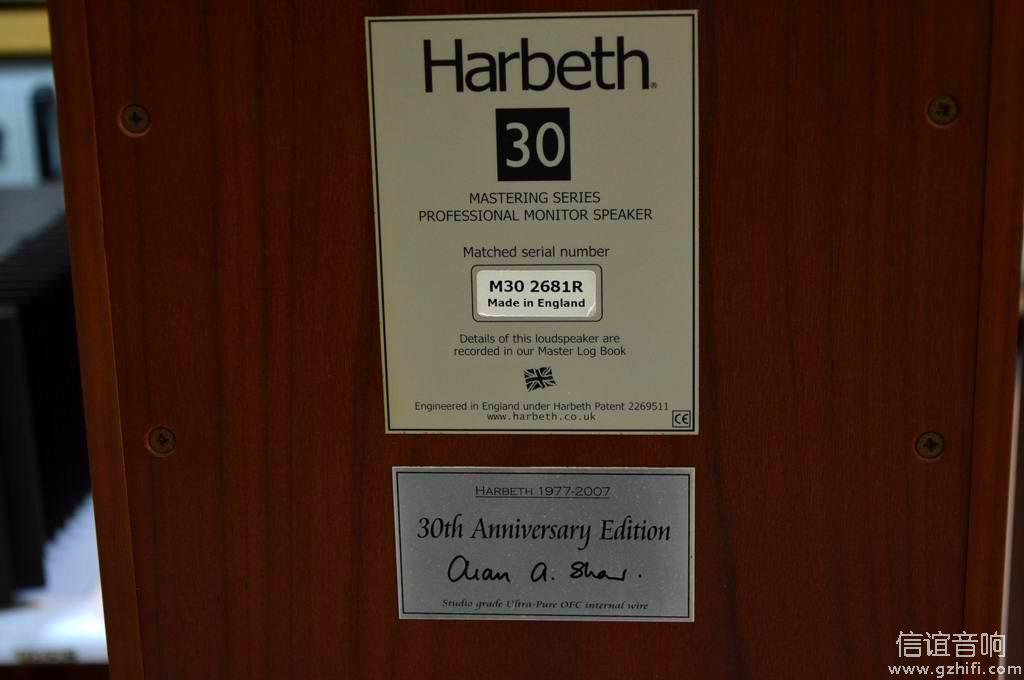 Harbeth®
30
MASTERING SERIES
PROFESSIONAL MONITOR SPEAKER
Matched serial number
M30 2681R
Made in England
Details of this loudspeaker are
recorded in our Master Log Book
Engineered in England under Harbeth Patent 2269511
www.harbeth.co.uk
CE
HARBETH 1977-2007
30th Anniversary Edition
Alan A. Shaw.
Studio grade Ultra-Pure OFC internal wire
信谊音响
www.gzhifi.com